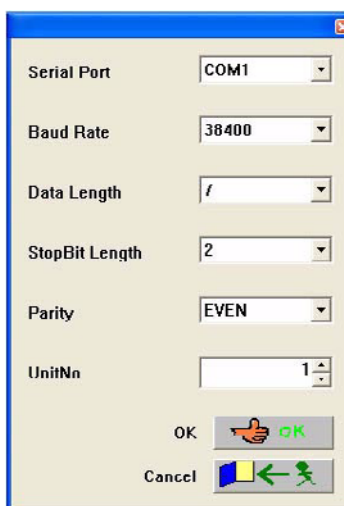 Serial Port COM1
Baud Rate 38400
Data Length 7
StopBit Length 2
Parity EVEN
UnitNo 1
OK OK
Cancel